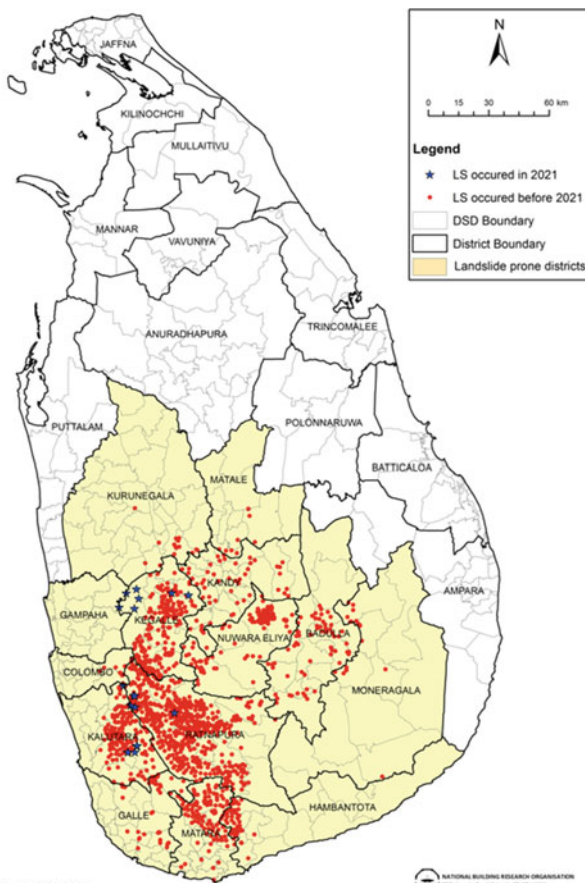 JAFFNA
KILINOCHCHI
MULLAITIVU
MANNAR
VAVUNIYA
ANURADHAPURA
TRINCOMALEE
PUTTALAM
POLONNARUWA
BATTICALOA
MATALE
KURUNEGALA
KANDY
AMPARA
GAMPAHA
KEGALLE
NUWARA ELIYA
BADULLA
COLOMBO
MONERAGALA
KALUTARA
RATNAPURA
HAMBANTOTA
GALLE
MATARA
N
0 15 30 60 km
Legend
LS occured in 2021
LS occured before 2021
DSD Boundary
District Boundary
Landslide prone districts
NATIONAL BUILDING RESEARCH ORGANISATION